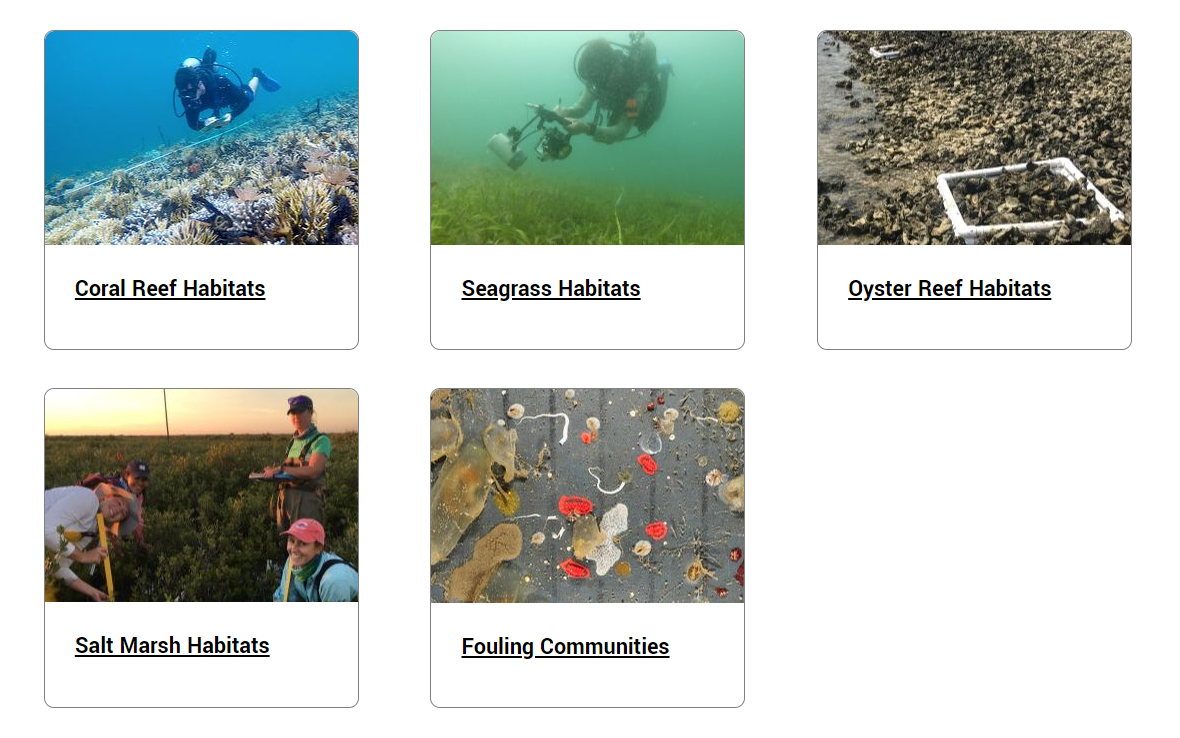 Coral Reef Habitats
Seagrass Habitats
Oyster Reef Habitats
Salt Marsh Habitats
Fouling Communities